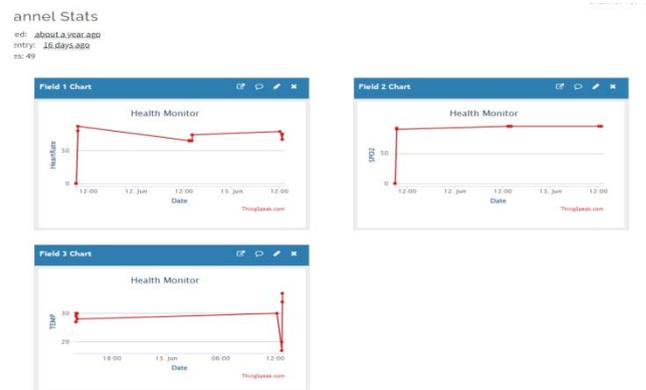 annel Stats
ed: about a year ago
entry: 16 days ago
es: 49
Field 1 Chart
Health Monitor
HeartRate
50
0
12:00
12. Jun
12:00
13. Jun
12:00
Date
ThingSpeak.com
Field 2 Chart
Health Monitor
SPO2
50
0
12:00
12. Jun
12:00
13. Jun
12:00
Date
ThingSpeak.com
Field 3 Chart
Health Monitor
TEMP
30
20
18:00
13. Jun
06:00
12:00
Date
ThingSpeak.com